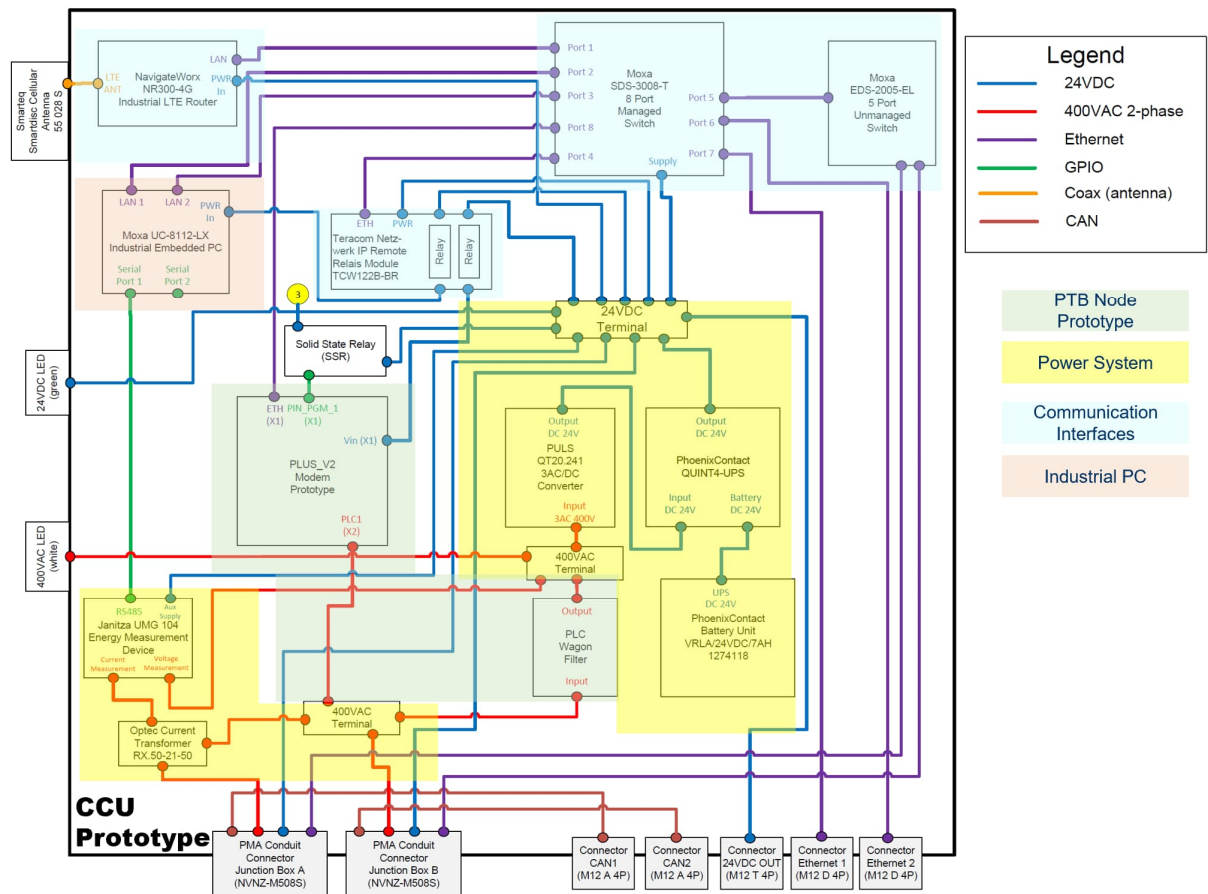 LAN
NavigateWorx
NR300-4G
Industrial LTE Router
LTE
ANT
PWR
In
Smarteq
Smartdisc Cellular
Antenna
55 028 S
Port 1
Port 2
Port 3
Port 8
Port 4
Moxa
SDS-3008-T
8 Port
Managed
Switch
Port 5
Port 6
Port 7
Supply
Moxa
EDS-2005-EL
5 Port
Unmanaged
Switch
Legend
24VDC
400VAC 2-phase
Ethernet
GPIO
Coax (antenna)
CAN
PTB Node
Prototype
Power System
Communication
Interfaces
Industrial PC
LAN 1
LAN 2
PWR
In
Moxa UC-8112-LX
Industrial Embedded PC
Serial
Port 1
Serial
Port 2
ETH
PWR
Teracom Netz-
werk IP Remote
Relais Module
TCW122B-BR
Relay
Relay
3
Solid State Relay
(SSR)
24VDC
Terminal
24VDC LED
(green)
ETH
(X1)
PIN_PGM_1
(X1)
Vin (X1)
PLUS_V2
Modem
Prototype
PLC1
(X2)
Output
DC 24V
PULS
QT20.241
3AC/DC
Converter
Input
3AC 400V
Output
DC 24V
PhoenixContact
QUINT4-UPS
Input
DC 24V
Battery
DC 24V
400VAC LED
(white)
400VAC
Terminal
UPS
DC 24V
PhoenixContact
Battery Unit
VRLA/24VDC/7AH
1274118
Output
PLC
Wagon
Filter
Input
RS485
Aux
Supply
Janitza UMG 104
Energy Measurement
Device
Current
Measurement
Voltage
Measurement
400VAC
Terminal
Optec Current
Transformer
RX.50-21-50
CCU
Prototype
PMA Conduit
Connector
Junction Box A
(NVNZ-M508S)
PMA Conduit
Connector
Junction Box B
(NVNZ-M508S)
Connector
CAN1
(M12 A 4P)
Connector
CAN2
(M12 A 4P)
Connector
24VDC OUT
(M12 T 4P)
Connector
Ethernet 1
(M12 D 4P)
Connector
Ethernet 2
(M12 D 4P)